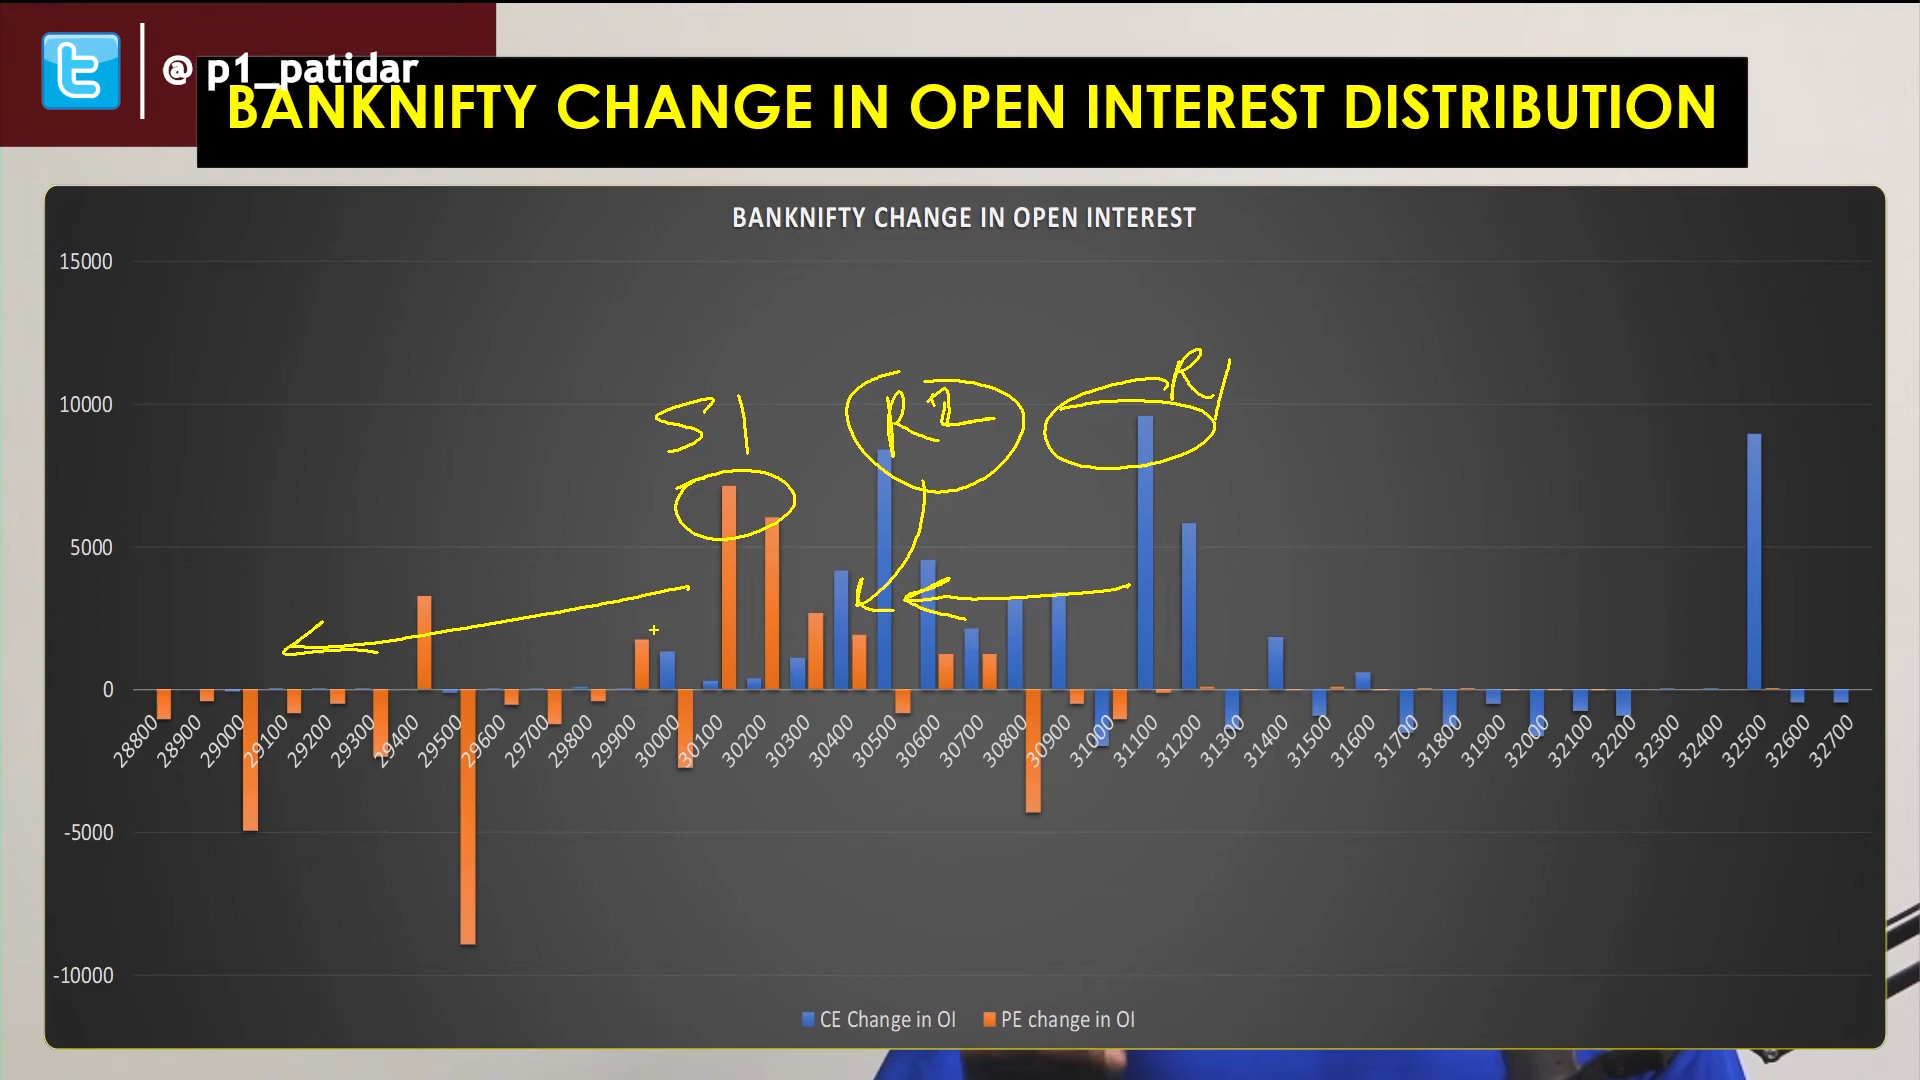 @ p1_patidar
BANKNIFTY CHANGE IN OPEN INTEREST DISTRIBUTION
BANKNIFTY CHANGE IN OPEN INTEREST
15000
10000
5000
0
-5000
-10000
S1
R2
R1
28800 28900 29000 29100 29200 29300 29400 29500 29600 29700 29800 29900 30000 30100 30200 30300 30400 30500 30600 30700 30800 30900 31000 31100 31200 31300 31400 31500 31600 31700 31800 31900 32000 32100 32200 32300 32400 32500 32600 32700
CE Change in OI PE change in OI